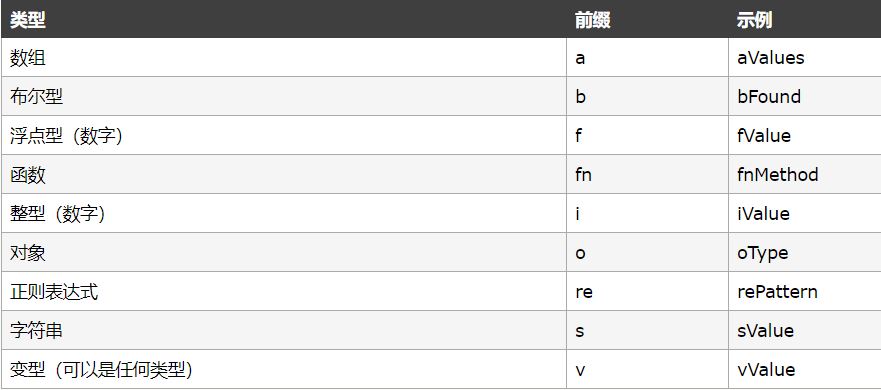 类型 前缀 示例
数组 a aValues
布尔型 b bFound
浮点型（数字） f fValue
函数 fn fnMethod
整型（数字） i iValue
对象 o oType
正则表达式 re rePattern
字符串 s sValue
变型（可以是任何类型） v vValue